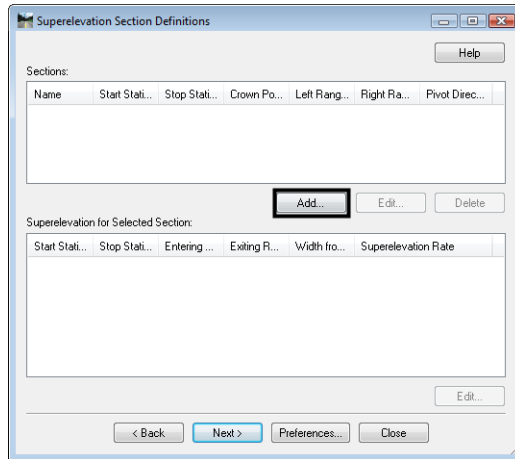 Superelevation Section Definitions
Help
Sections:
Name Start Stati... Stop Stati... Crown Po... Left Rang... Right Ra... Pivot Direc...
Add... Edit... Delete
Superelevation for Selected Section:
Start Stati... Stop Stati... Entering ... Exiting R... Width fro... Superelevation Rate
Edit...
< Back Next > Preferences... Close